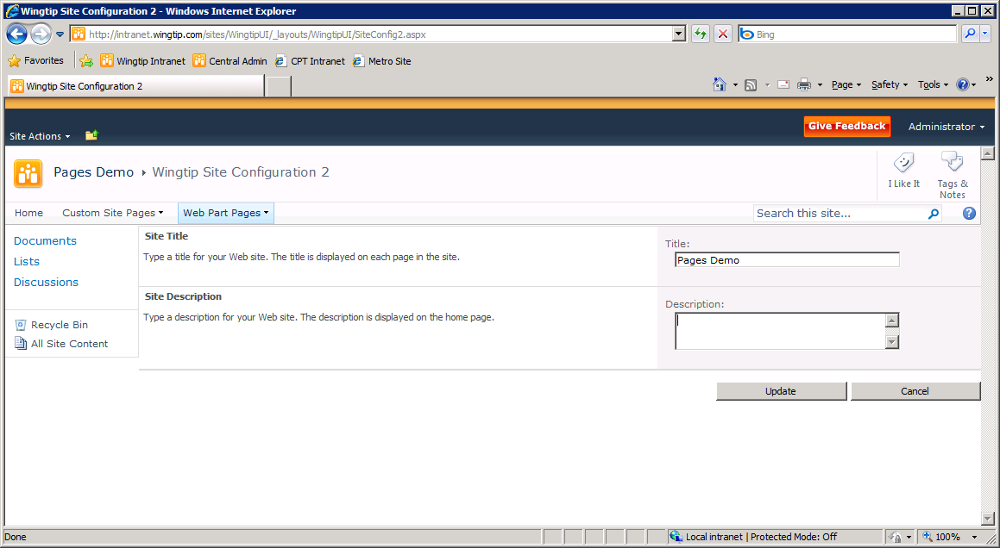 Wingtip Site Configuration 2 - Windows Internet Explorer
http://intranet.wingtip.com/sites/WingtipUI/_layouts/WingtipUI/SiteConfig2.aspx
Bing
Favorites
Wingtip Intranet
Central Admin
CPT Intranet
Metro Site
Wingtip Site Configuration 2
Page
Safety
Tools
»
Site Actions
Give Feedback
Administrator
Pages Demo
Wingtip Site Configuration 2
I Like It
Tags &
Notes
Home
Custom Site Pages
Web Part Pages
Search this site...
Documents
Lists
Discussions
Recycle Bin
All Site Content
Site Title
Type a title for your Web site. The title is displayed on each page in the site.
Title:
Pages Demo
Site Description
Type a description for your Web site. The description is displayed on the home page.
Description:
Update
Cancel
Done
Local intranet | Protected Mode: Off
100%